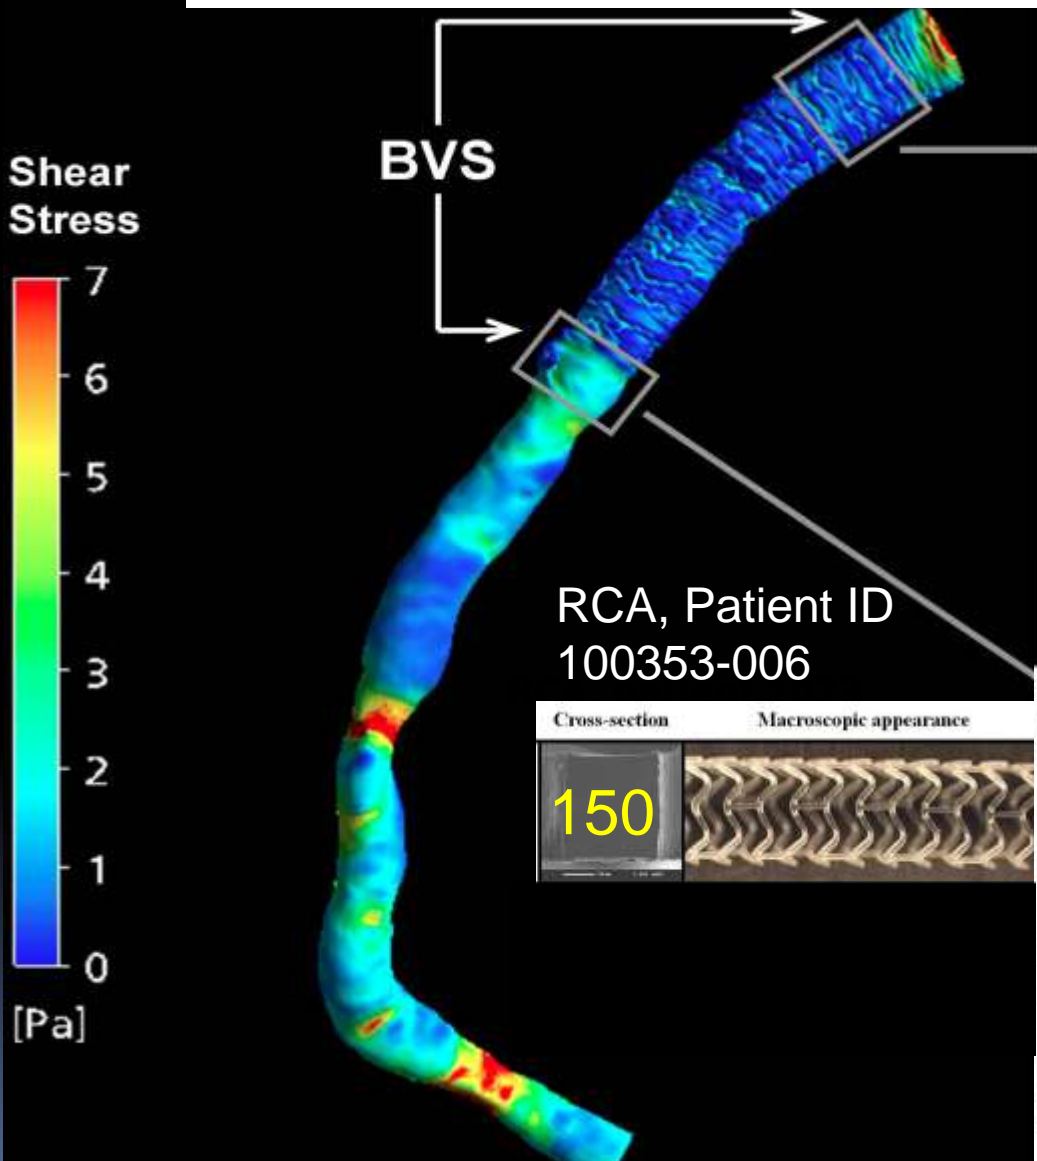 BVS
Shear
Stress
7
6
5
4
3
2
1
0
[Pa]
RCA, Patient ID
100353-006
Cross-section Macroscopic appearance
150